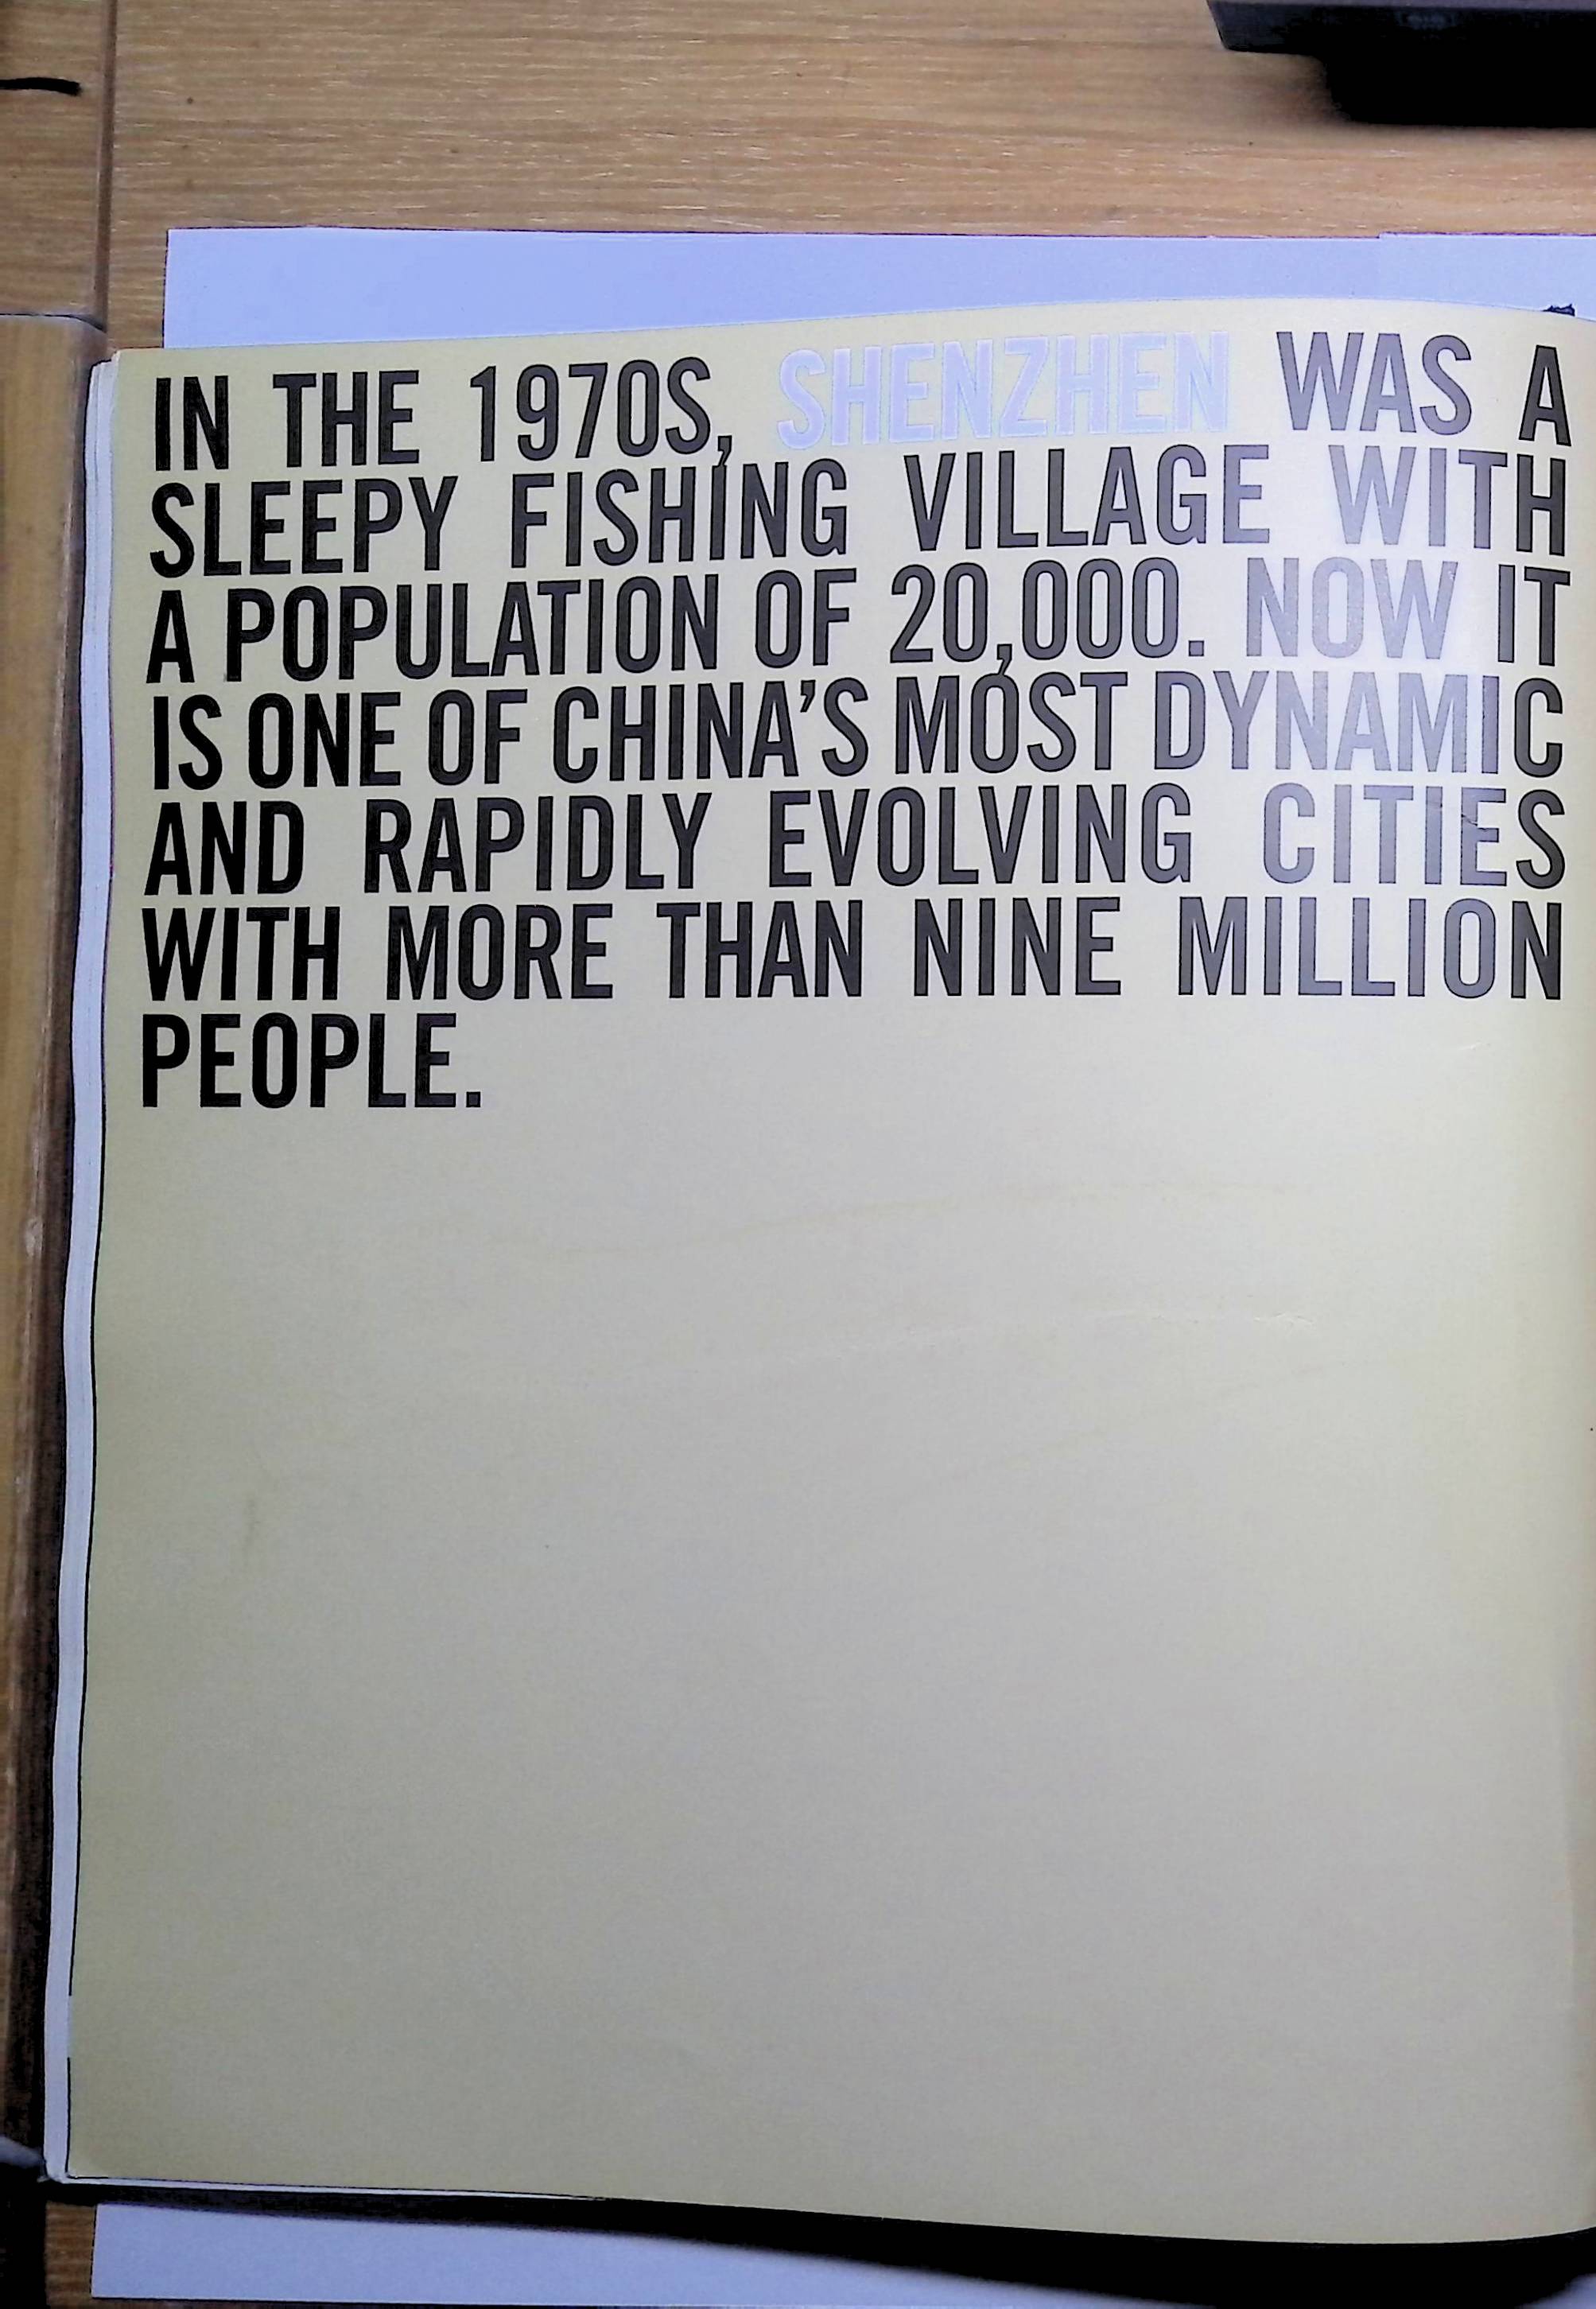 IN THE 1970S, SHENZHEN WAS A
SLEEPY FISHING VILLAGE WITH
A POPULATION OF 20,000. NOW IT
IS ONE OF CHINA’S MOST DYNAMIC
AND RAPIDLY EVOLVING CITIES
WITH MORE THAN NINE MILLION
PEOPLE.